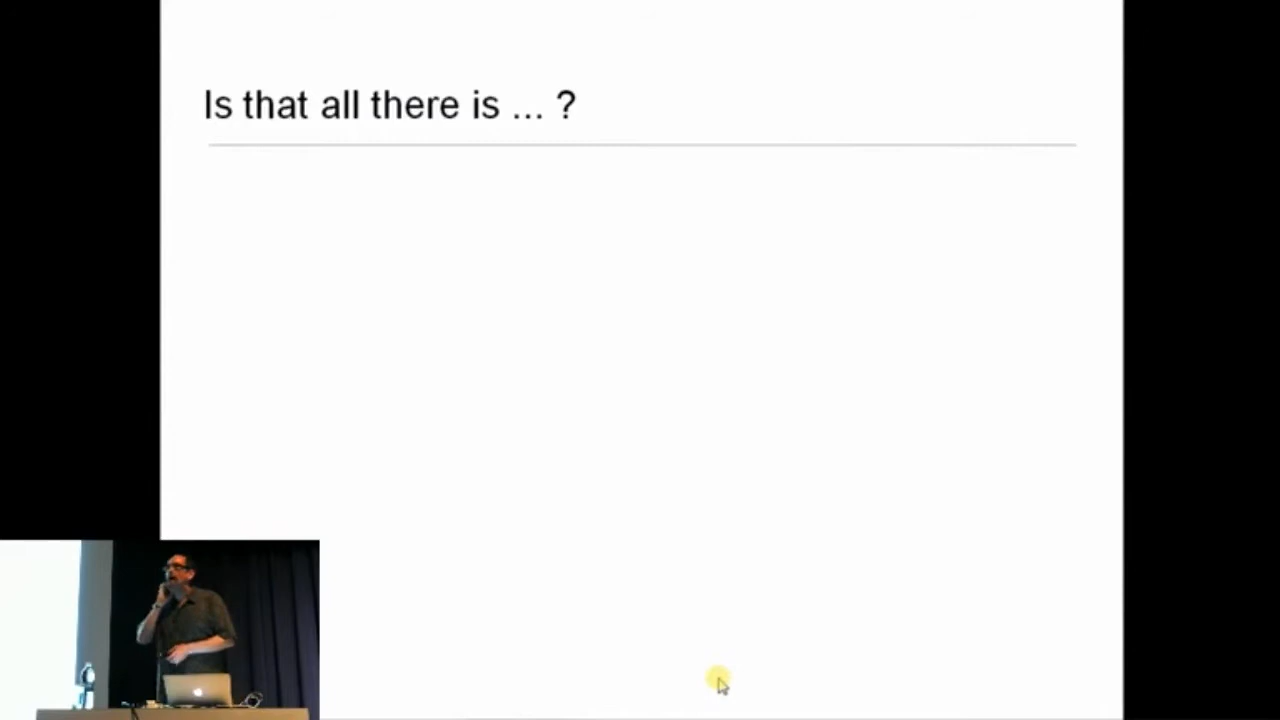 Is that all there is ... ?